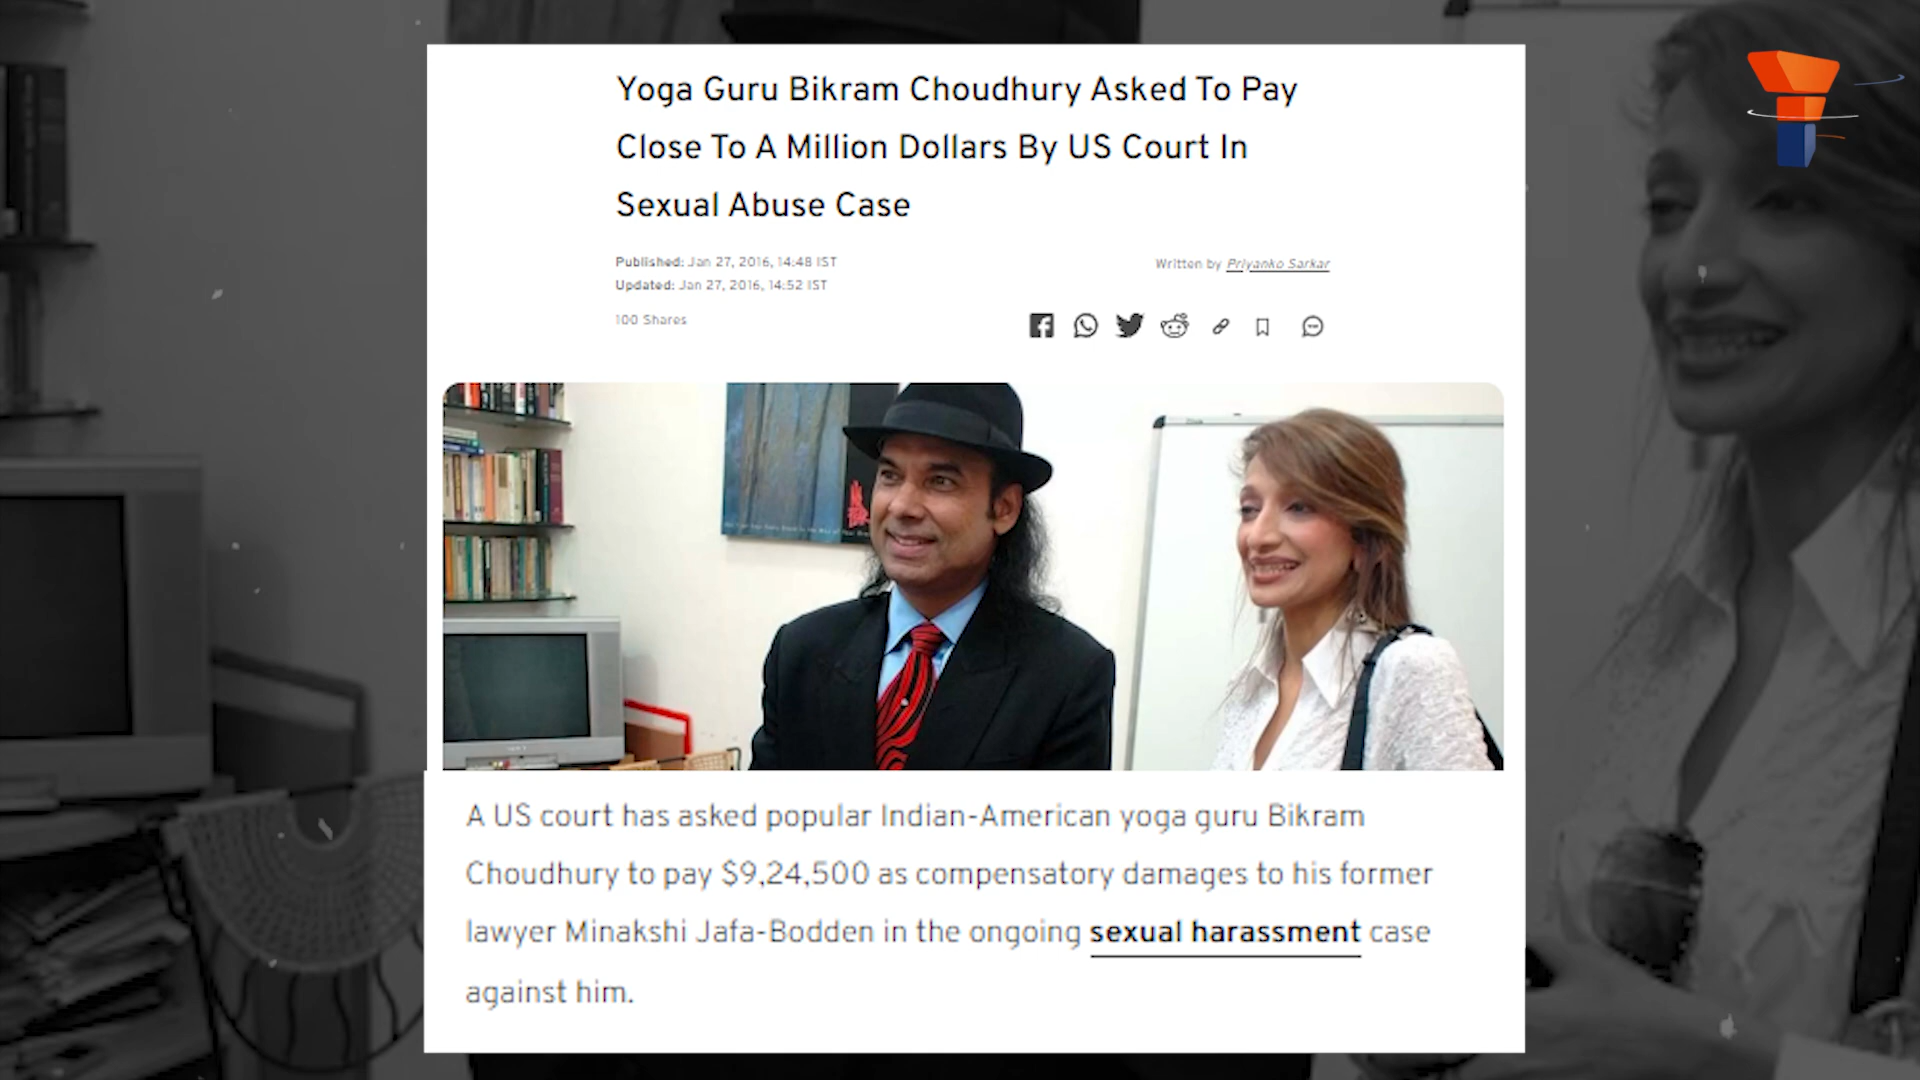 Yoga Guru Bikram Choudhury Asked To Pay
Close To A Million Dollars By US Court In
Sexual Abuse Case
Published: Jan 27, 2016, 14:48 IST
Written by Priyanko Sarkar
Updated: Jan 27, 2016, 14:52 IST
100 Shares
A US court has asked popular Indian-American yoga guru Bikram
Choudhury to pay $9,24,500 as compensatory damages to his former
lawyer Minakshi Jafa-Bodden in the ongoing sexual harassment case
against him.